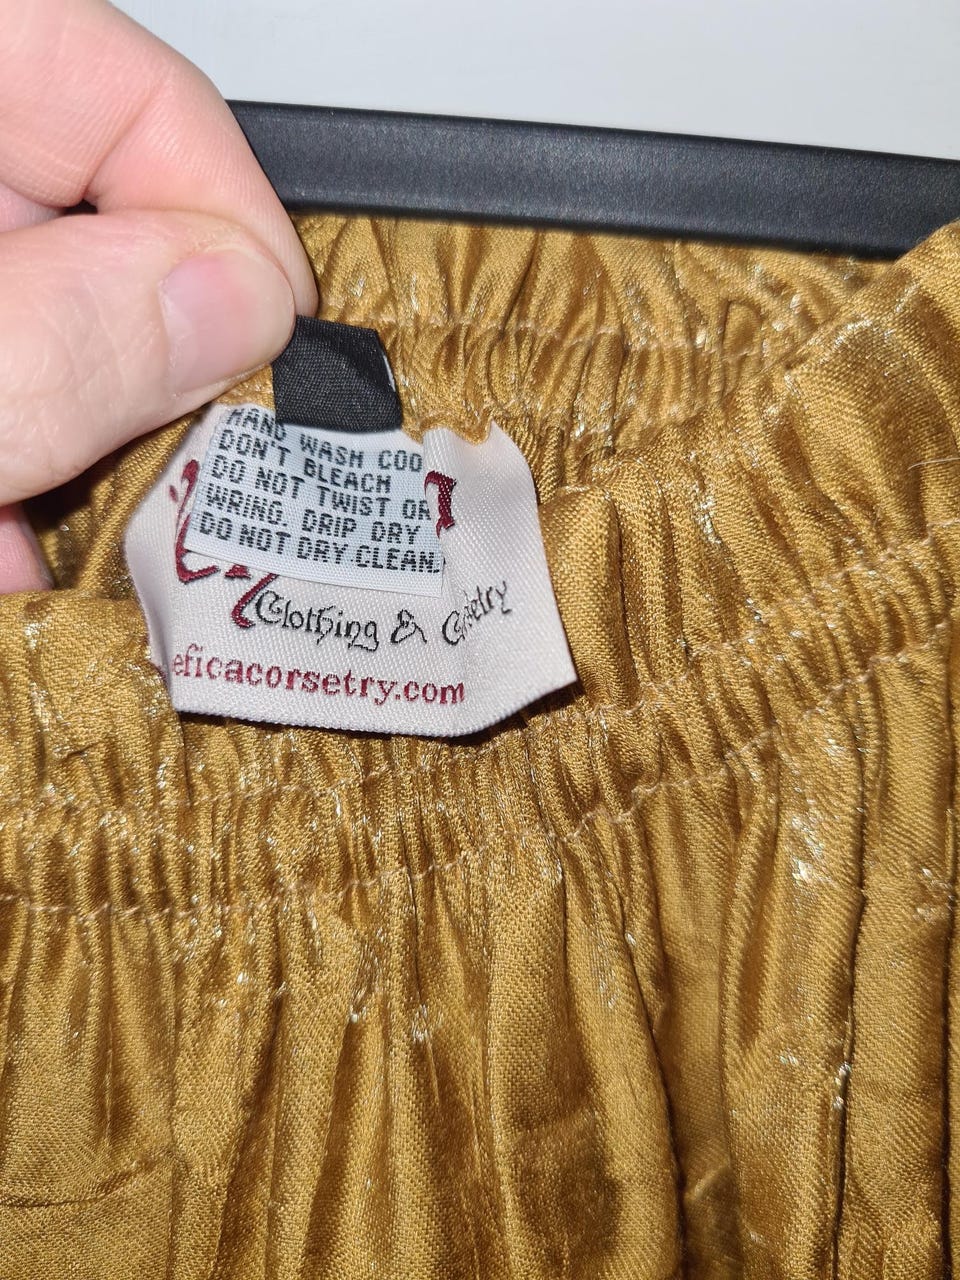 HAND WASH COO
DON'T BLEACH
DO NOT TWIST OR
WRING. DRIP DRY
DO NOT DRY CLEAN.
Clothing & Corsetry
eficacorsetry.com